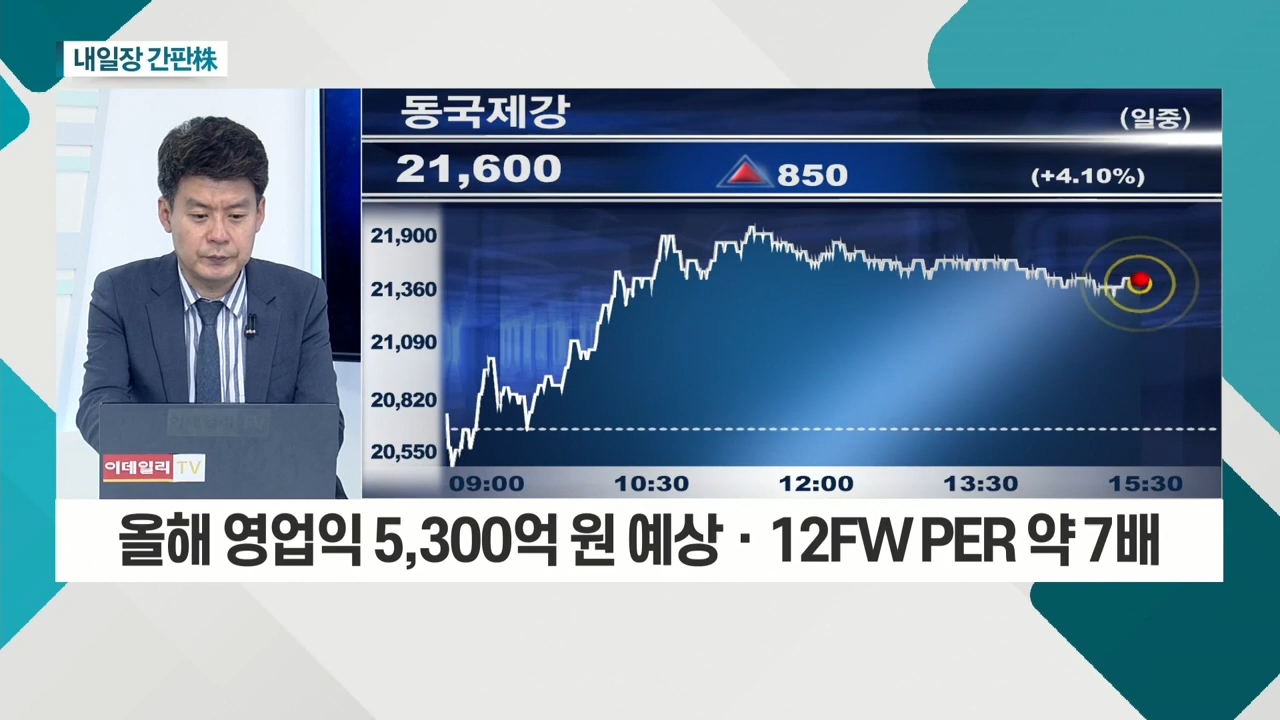 내일장 간판株
동국제강
(일중)
21,600
▲ 850
(+4.10%)
21,900
21,360
21,090
20,820
20,550
09:00 10:30 12:00 13:30 15:30
이데일리 TV
올해 영업익 5,300억 원 예상 · 12FW PER 약 7배